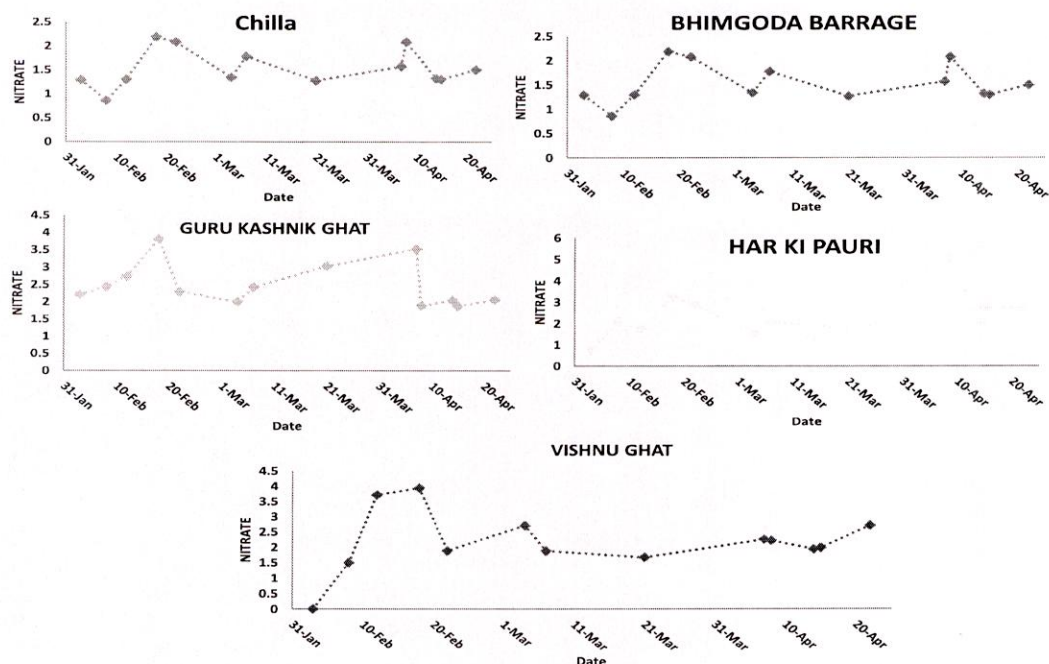 Chilla
NITRATE
2.5
2
1.5
1
0.5
0
31-Jan
10-Feb
20-Feb
1-Mar
11-Mar
21-Mar
31-Mar
10-Apr
20-Apr
Date
BHIMGODA BARRAGE
NITRATE
2.5
2
1.5
1
0.5
0
31-Jan
10-Feb
20-Feb
1-Mar
11-Mar
21-Mar
31-Mar
10-Apr
20-Apr
Date
GURU KASHNIK GHAT
NITRATE
4.5
4
3.5
3
2.5
2
1.5
1
0.5
0
31-Jan
10-Feb
20-Feb
1-Mar
11-Mar
21-Mar
31-Mar
10-Apr
20-Apr
Date
HAR KI PAURI
NITRATE
6
5
4
3
2
1
0
31-Jan
10-Feb
20-Feb
1-Mar
11-Mar
21-Mar
31-Mar
10-Apr
20-Apr
Date
VISHNU GHAT
NITRATE
4.5
4
3.5
3
2.5
2
1.5
1
0.5
0
31-Jan
10-Feb
20-Feb
1-Mar
11-Mar
21-Mar
31-Mar
10-Apr
20-Apr
Date